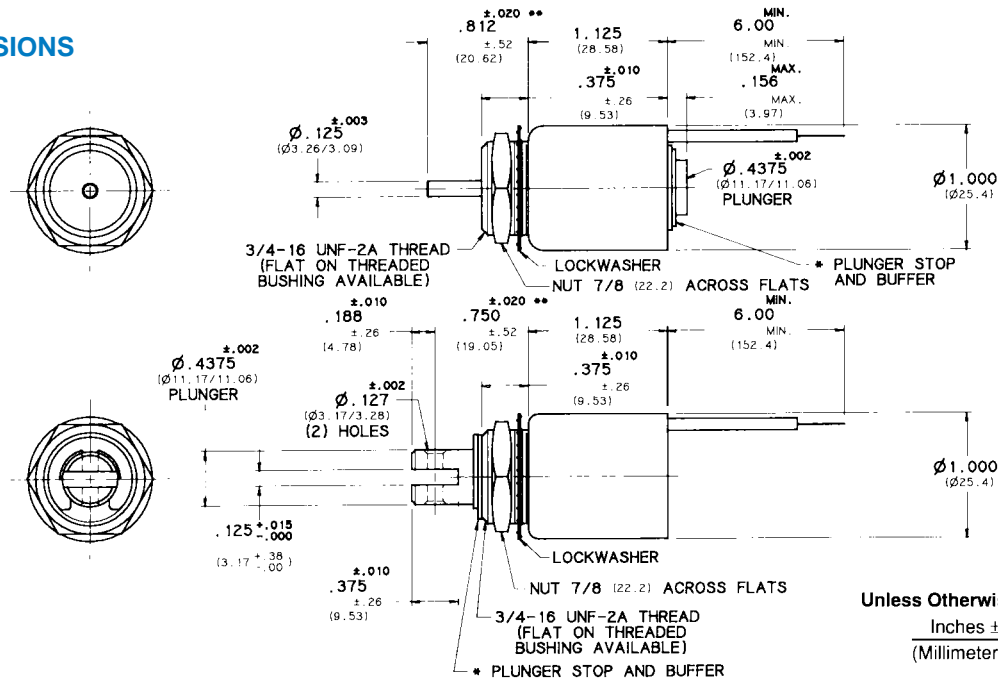 SIONS
±.020 **
.812
±.52
(20.62)
1.125
(28.58)
MIN.
6.00
MIN.
(152.4)
±.010
.375
±.26
(9.53)
MAX.
.156
MAX.
(3.97)
±.003
Ø.125
(Ø3.26/3.09)
±.002
Ø.4375
(Ø11.17/11.06)
PLUNGER
Ø1.000
(Ø25.4)
3/4-16 UNF-2A THREAD
(FLAT ON THREADED
BUSHING AVAILABLE)
LOCKWASHER
NUT 7/8 (22.2) ACROSS FLATS
* PLUNGER STOP
AND BUFFER
±.010
.188
±.26
(4.78)
±.020 **
.750
±.52
(19.05)
1.125
(28.58)
MIN.
6.00
MIN.
(152.4)
±.010
.375
±.26
(9.53)
±.002
Ø.4375
(Ø11.17/11.06)
PLUNGER
±.002
Ø.127
(Ø3.17/3.28)
(2) HOLES
Ø1.000
(Ø25.4)
.125 +.015 -.000
(3.17 +.38 -.00)
±.010
.375
±.26
(9.53)
LOCKWASHER
NUT 7/8 (22.2) ACROSS FLATS
3/4-16 UNF-2A THREAD
(FLAT ON THREADED
BUSHING AVAILABLE)
* PLUNGER STOP AND BUFFER
Unless Otherwi
Inches ±
(Millimeter